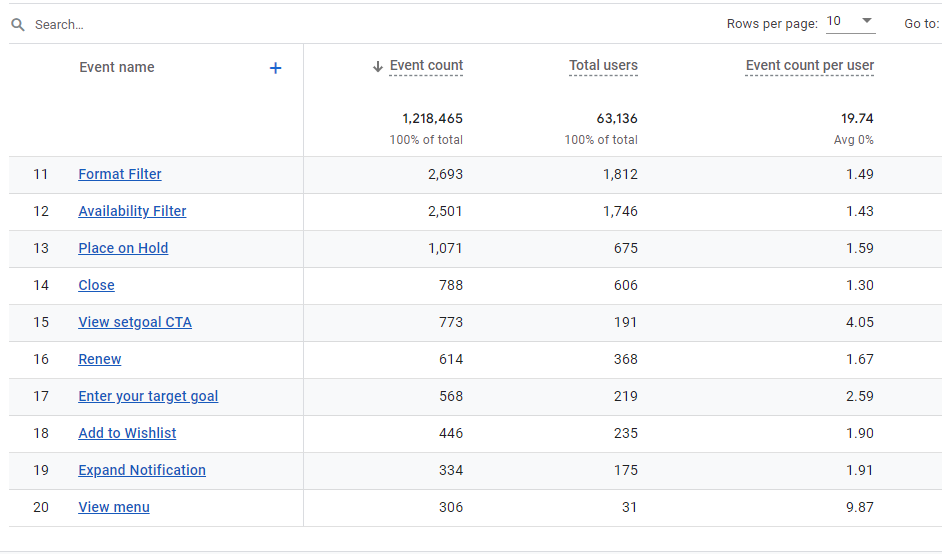 Search... Rows per page: 10 Go to:
Event name + ↓ Event count Total users Event count per user
1,218,465 63,136 19.74
100% of total 100% of total Avg 0%
11 Format Filter 2,693 1,812 1.49
12 Availability Filter 2,501 1,746 1.43
13 Place on Hold 1,071 675 1.59
14 Close 788 606 1.30
15 View setgoal CTA 773 191 4.05
16 Renew 614 368 1.67
17 Enter your target goal 568 219 2.59
18 Add to Wishlist 446 235 1.90
19 Expand Notification 334 175 1.91
20 View menu 306 31 9.87